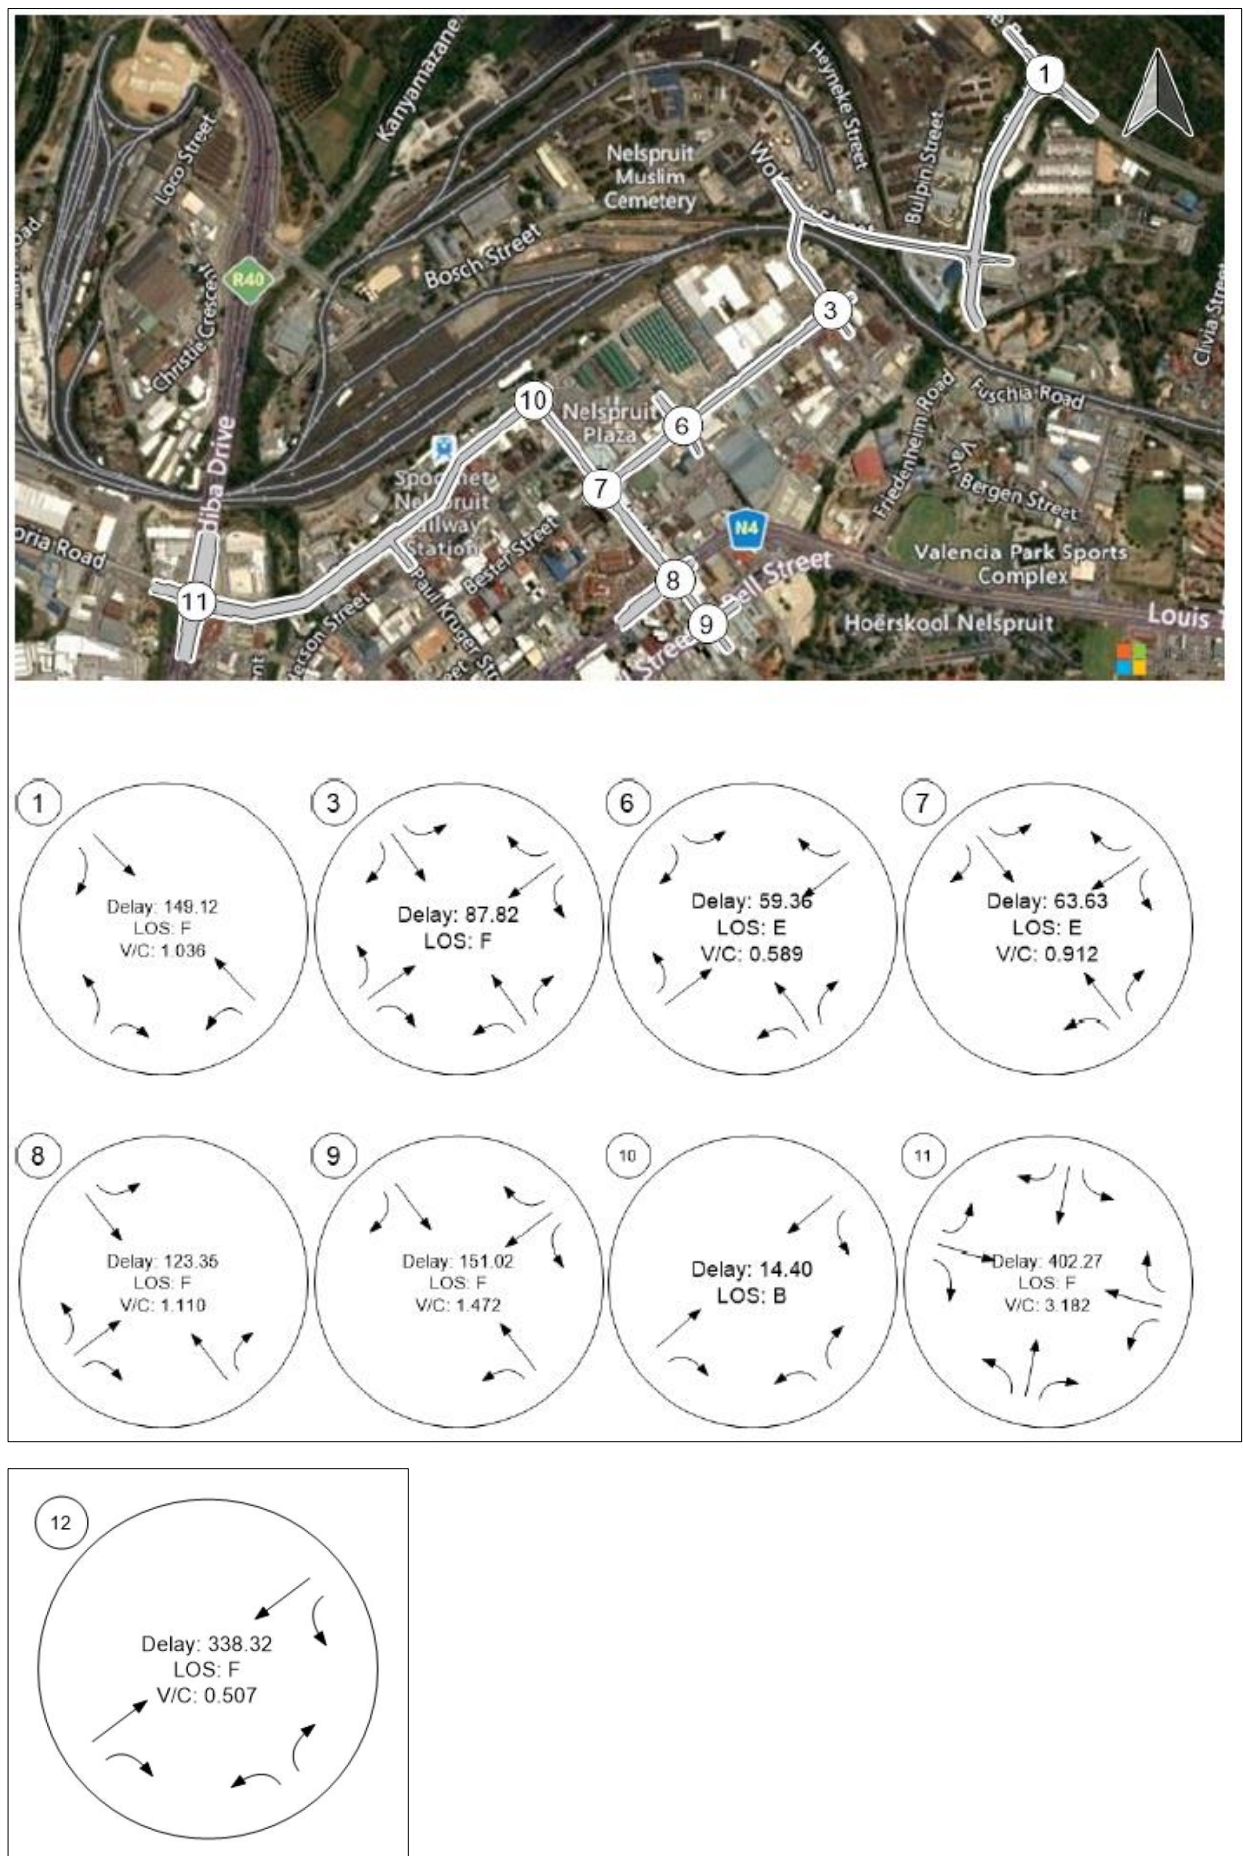 Kanyamazane
Heyneke Street
1
Loco Street
Nelspruit
Muslim
Cemetery
Bulpin Street
Bosch Street
R40
3
Christie
Clivia Street
10
Nelspruit
Plaza
6
Fuschia Road
Friedenheim Road
Van
Bergen Street
7
Railway
Station
Bester Street
N4
Road
Valencia Park Sports
Complex
8
Bell Street
11
Paul Kruger
9
Hoërskool Nelspruit
Louis
Street
1
Delay: 149.12
LOS: F
V/C: 1.036
3
Delay: 87.82
LOS: F
6
Delay: 59.36
LOS: E
V/C: 0.589
7
Delay: 63.63
LOS: E
V/C: 0.912
8
Delay: 123.35
LOS: F
V/C: 1.110
9
Delay: 151.02
LOS: F
V/C: 1.472
10
Delay: 14.40
LOS: B
11
Delay: 402.27
LOS: F
V/C: 3.182
12
Delay: 338.32
LOS: F
V/C: 0.507